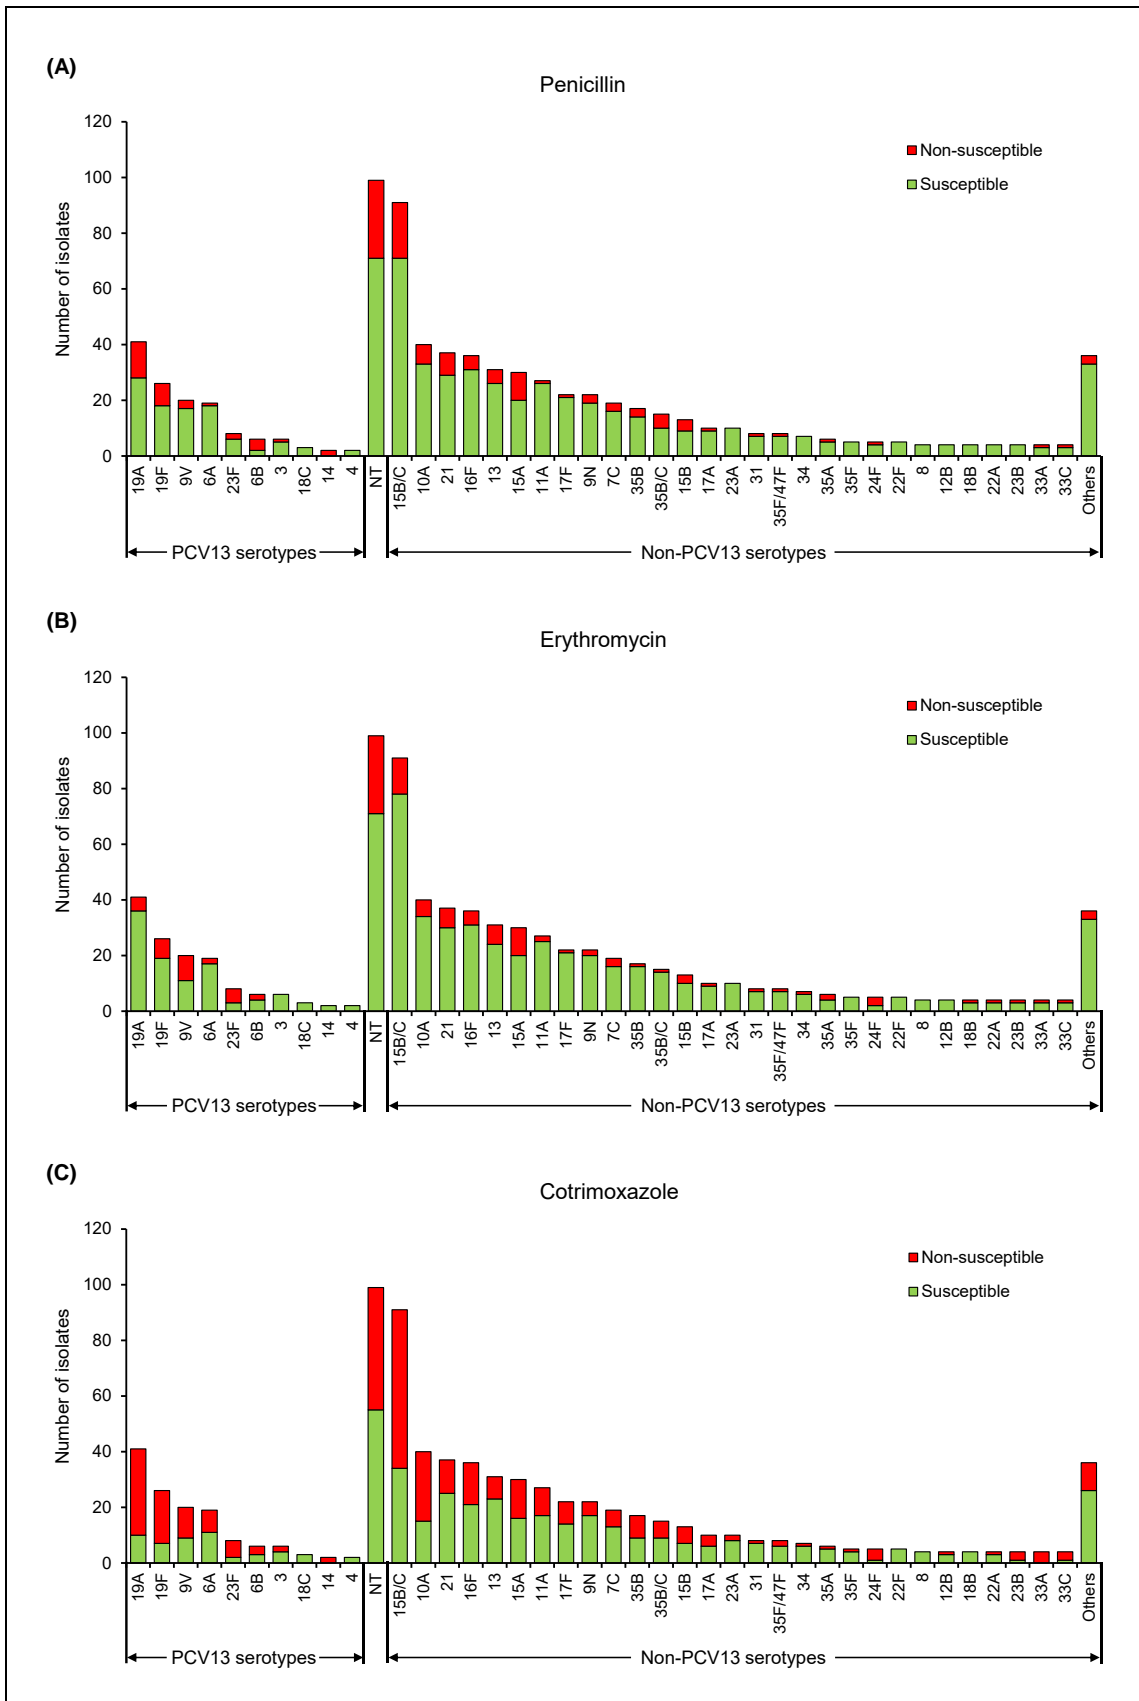 (A)
Penicillin
Number of isolates
120
100
80
60
40
20
0
Non-susceptible
Susceptible
19A 19F 9V 6A 23F 6B 3 18C 14 4 NT 15B/C 10A 21 16F 13 15A 11A 17F 9N 7C 35B 35B/C 15B 17A 23A 31 35F/47F 34 35A 35F 24F 22F 8 12B 18B 22A 23B 33A 33C Others
PCV13 serotypes Non-PCV13 serotypes
(B)
Erythromycin
Number of isolates
120
100
80
60
40
20
0
Non-susceptible
Susceptible
19A 19F 9V 6A 23F 6B 3 18C 14 4 NT 15B/C 10A 21 16F 13 15A 11A 17F 9N 7C 35B 35B/C 15B 17A 23A 31 35F/47F 34 35A 35F 24F 22F 8 12B 18B 22A 23B 33A 33C Others
PCV13 serotypes Non-PCV13 serotypes
(C)
Cotrimoxazole
Number of isolates
120
100
80
60
40
20
0
Non-susceptible
Susceptible
19A 19F 9V 6A 23F 6B 3 18C 14 4 NT 15B/C 10A 21 16F 13 15A 11A 17F 9N 7C 35B 35B/C 15B 17A 23A 31 35F/47F 34 35A 35F 24F 22F 8 12B 18B 22A 23B 33A 33C Others
PCV13 serotypes Non-PCV13 serotypes